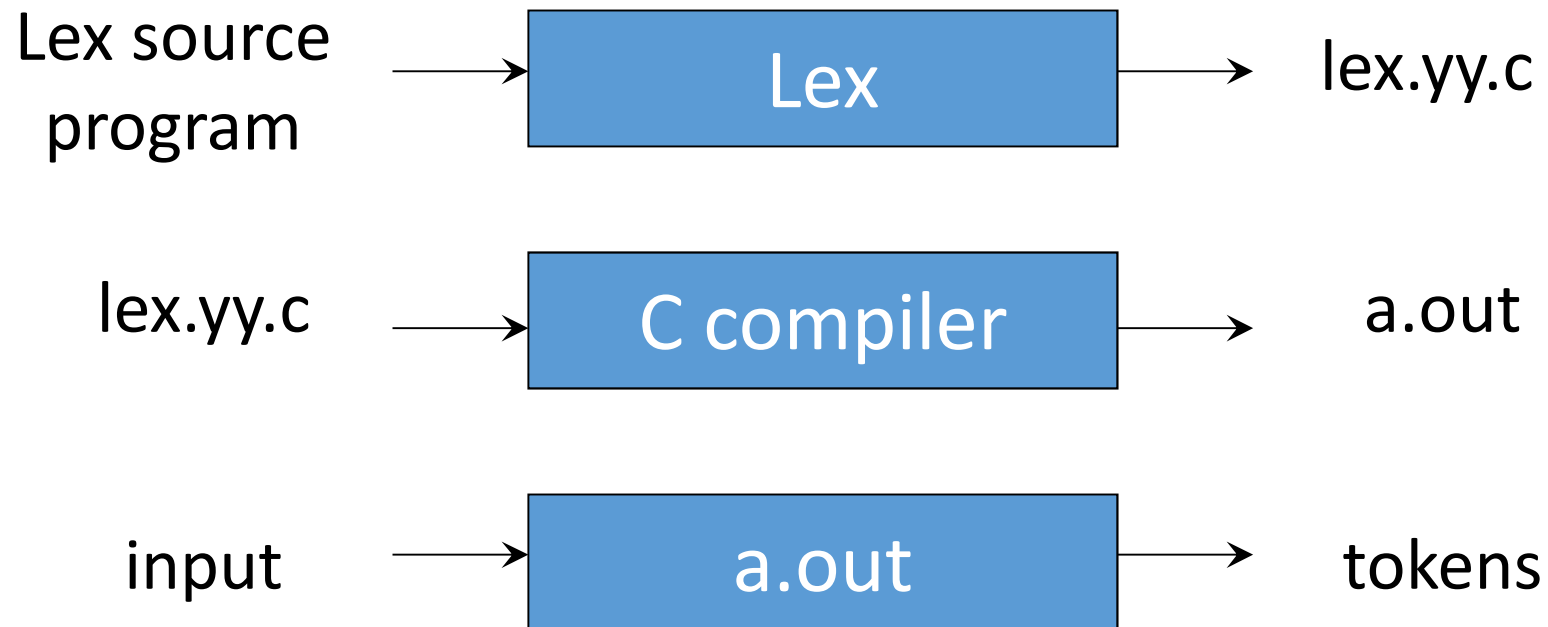 Lex source
program
Lex
lex.yy.c
lex.yy.c
C compiler
a.out
input
a.out
tokens